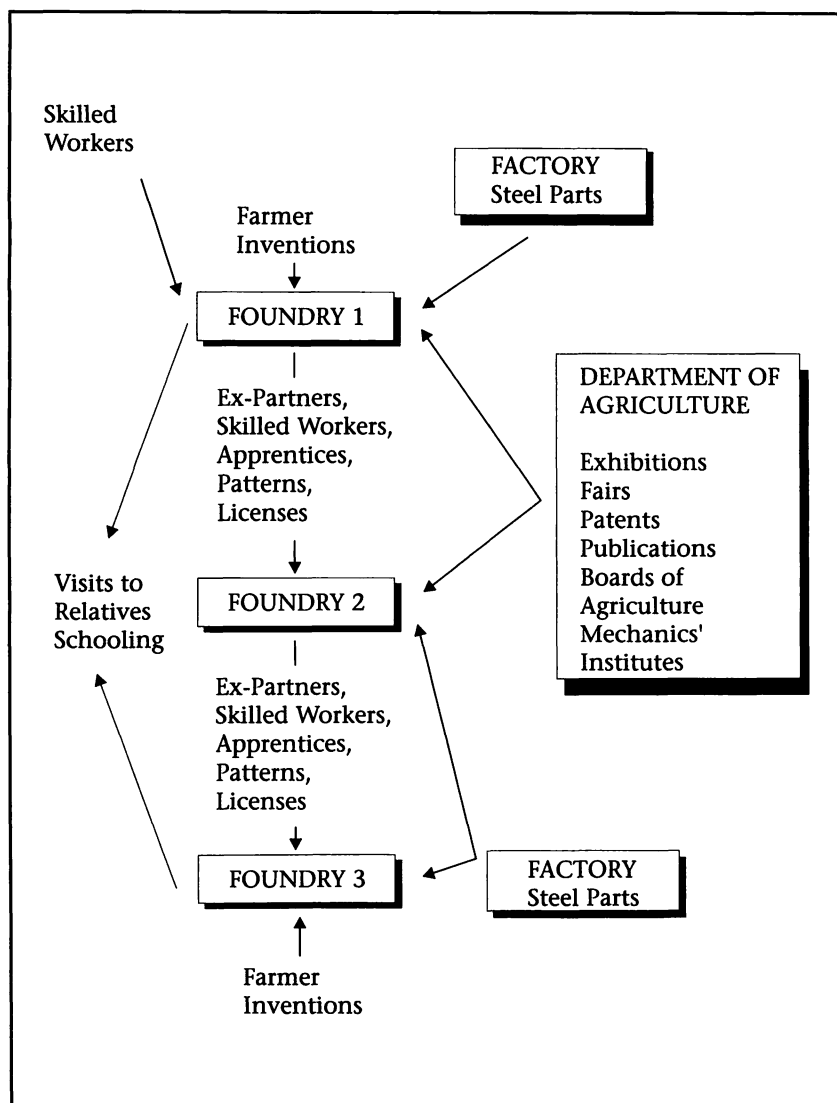 Skilled
Workers
FACTORY
Steel Parts
Farmer
Inventions
FOUNDRY 1
DEPARTMENT OF
AGRICULTURE
Exhibitions
Fairs
Patents
Publications
Boards of
Agriculture
Mechanics'
Institutes
Ex-Partners,
Skilled Workers,
Apprentices,
Patterns,
Licenses
Visits to
Relatives
Schooling
FOUNDRY 2
Ex-Partners,
Skilled Workers,
Apprentices,
Patterns,
Licenses
FOUNDRY 3
FACTORY
Steel Parts
Farmer
Inventions